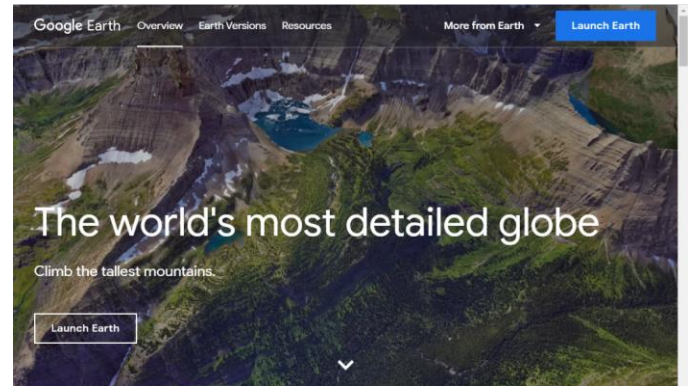 Google Earth Overview Earth Versions Resources More from Earth Launch Earth
The world's most detailed globe
Climb the tallest mountains.
Launch Earth